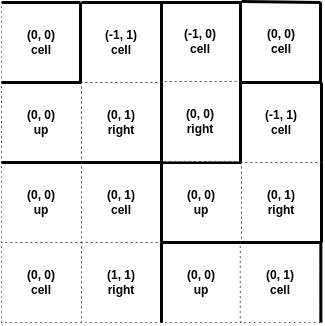 (0, 0)
cell
(-1, 1)
cell
(-1, 0)
cell
(0, 0)
cell
(0, 0)
up
(0, 1)
right
(0, 0)
right
(-1, 1)
cell
(0, 0)
up
(0, 1)
cell
(0, 0)
up
(0, 1)
right
(0, 0)
cell
(1, 1)
right
(0, 0)
up
(0, 1)
cell